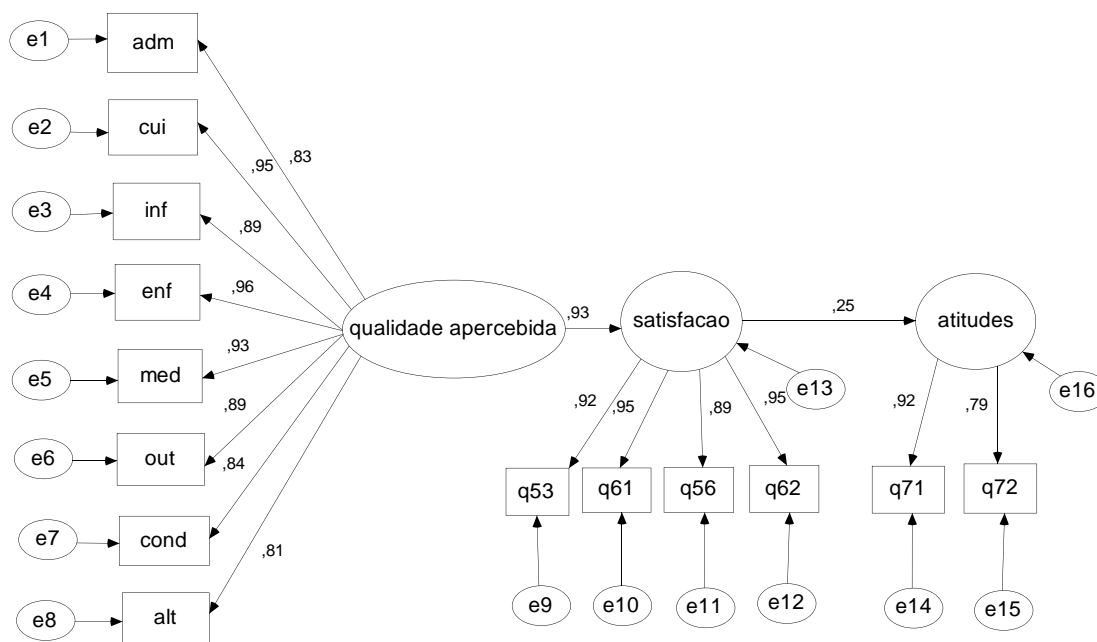 e1
adm
e2
cui
,83
,95
e3
inf
,89
e4
enf
,96
qualidade apercebida
,93
satisfacao
,25
atitudes
e5
med
,93
e13
e16
,89
,92
,95
,89
,95
,92
,79
e6
out
,84
q53
q61
q56
q62
q71
q72
e7
cond
,81
e8
alt
e9
e10
e11
e12
e14
e15